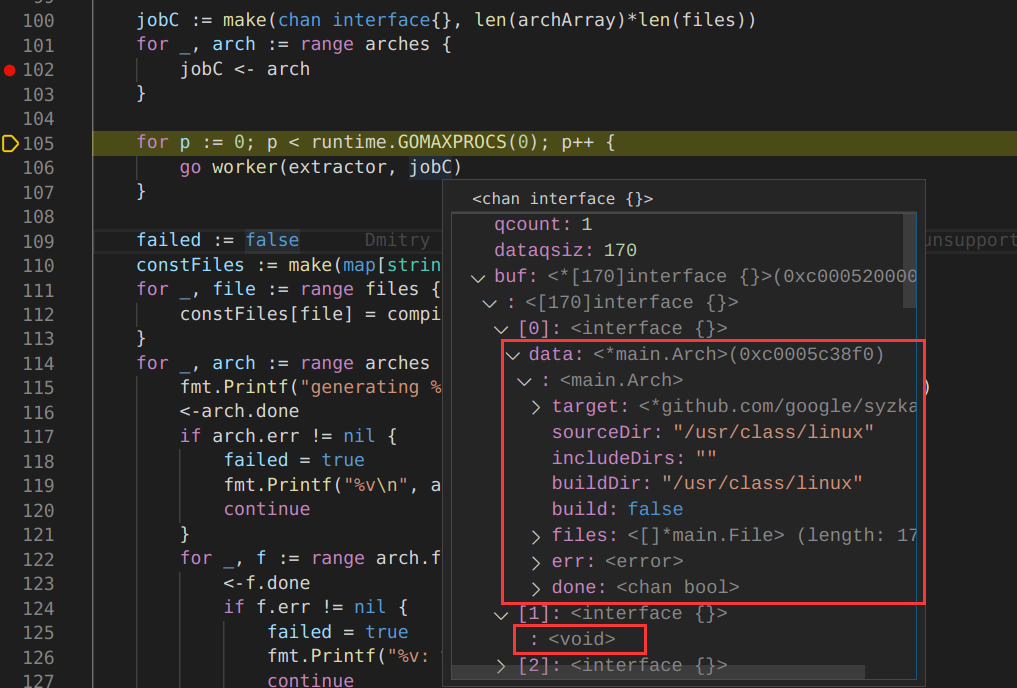 100 jobC := make(chan interface{}, len(archArray)*len(files))
101 for _, arch := range arches {
102 jobC <- arch
103 }
104
105 for p := 0; p < runtime.GOMAXPROCS(0); p++ {
106 go worker(extractor, jobC)
107 }
108
109 failed := false Dmitry unsupport
110 constFiles := make(map[strin
111 for _, file := range files {
112 constFiles[file] = compi
113 }
114 for _, arch := range arches
115 fmt.Printf("generating % )
116 <-arch.done
117 if arch.err != nil {
118 failed = true
119 fmt.Printf("%v\n", a
120 continue
121 }
122 for _, f := range arch.f
123 <-f.done
124 if f.err != nil {
125 failed = true
126 fmt.Printf("%v:
127 continue
<chan interface {}>
qcount: 1
dataqsiz: 170
buf: <*[170]interface {}>(0xc000520000
: <[170]interface {}>
[0]: <interface {}>
data: <*main.Arch>(0xc0005c38f0)
: <main.Arch>
target: <*github.com/google/syzka
sourceDir: "/usr/class/linux"
includeDirs: ""
buildDir: "/usr/class/linux"
build: false
files: <[]*main.File> (length: 17
err: <error>
done: <chan bool>
[1]: <interface {}>
: <void>
[2]: <interface {}>